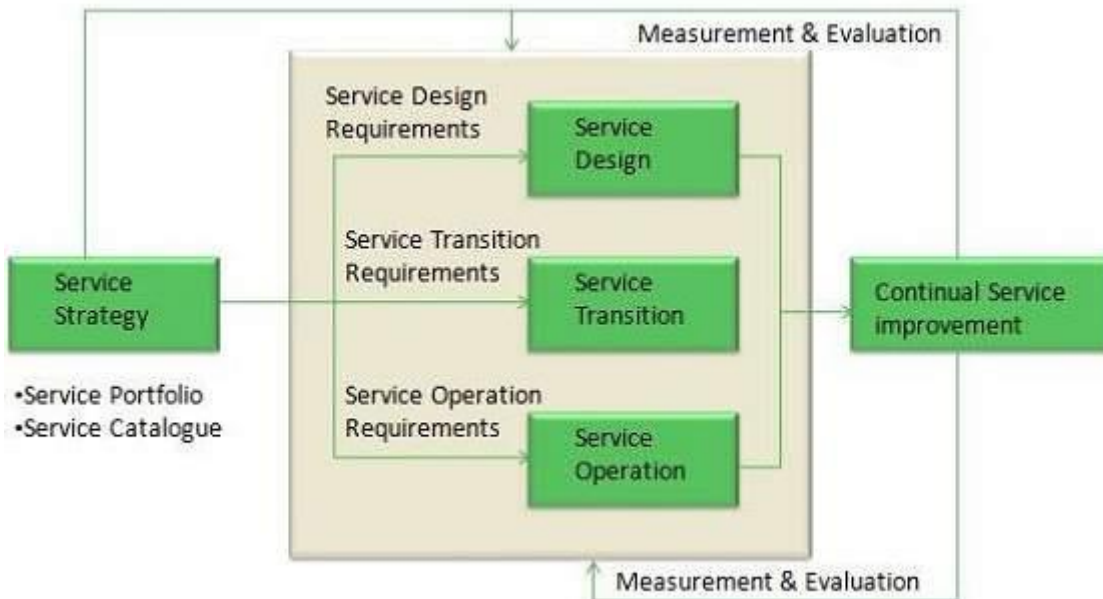 Measurement & Evaluation
Service Design
Requirements
Service
Design
Service Transition
Requirements
Service
Transition
Service
Strategy
Continual Service
improvement
•Service Portfolio
•Service Catalogue
Service Operation
Requirements
Service
Operation
Measurement & Evaluation